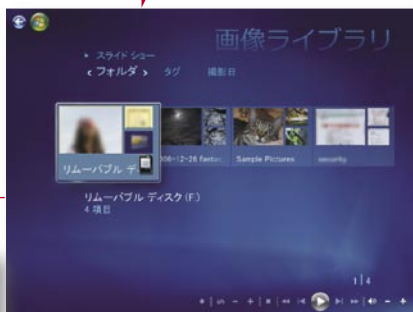 画像ライブラリ
スライド ショー
フォルダ タグ 撮影日
リムーバブル デ
Sample Pictures
security
リムーバブル ディスク (F:)
4 項目
1|4